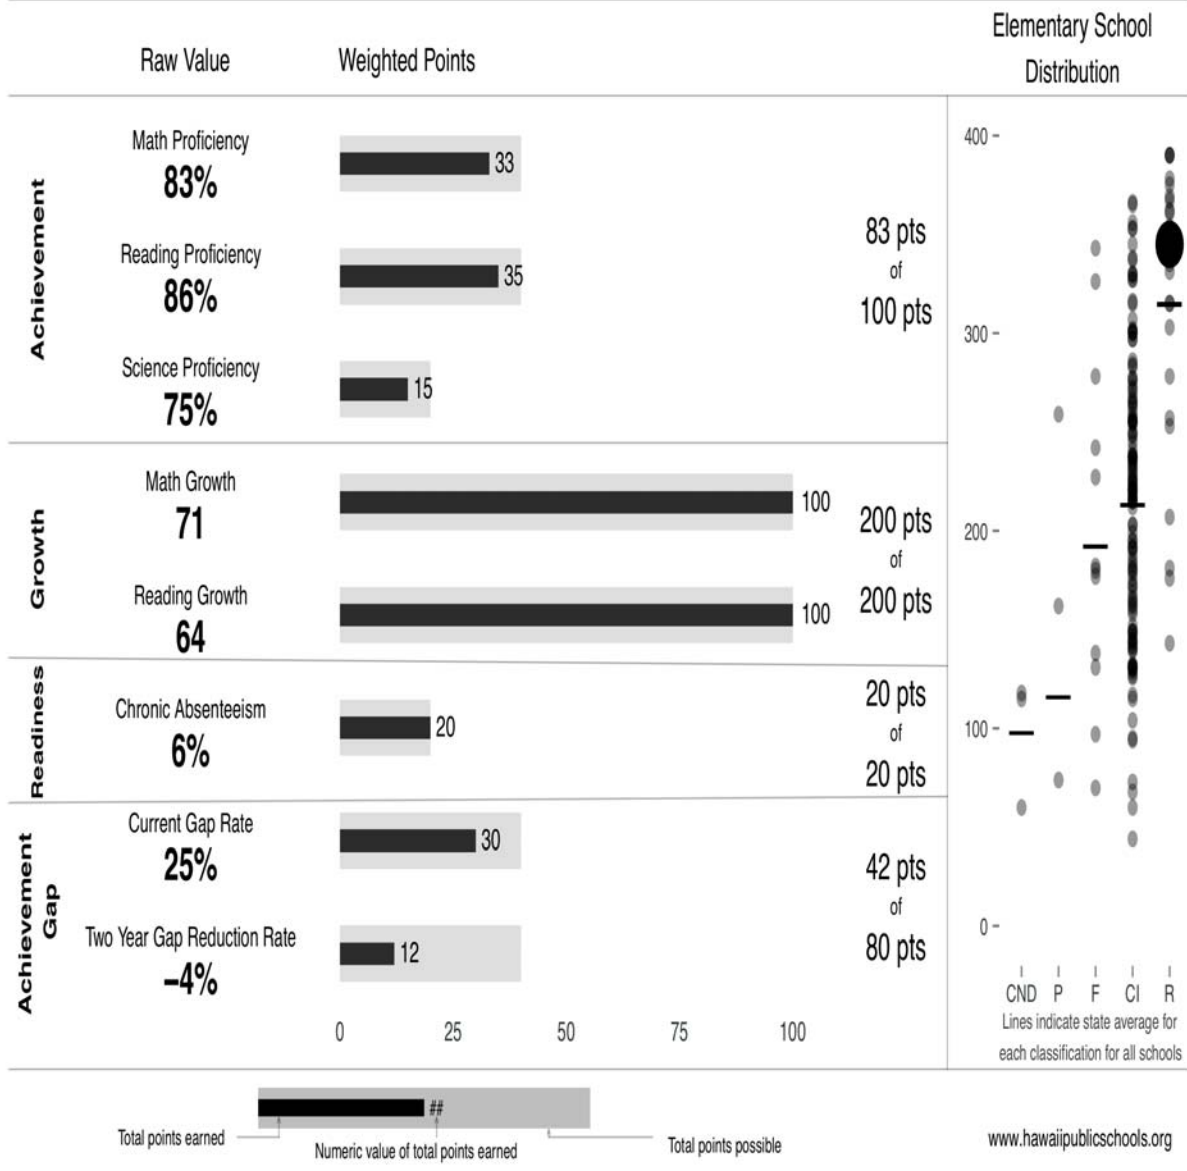 Raw Value
Weighted Points
Elementary School
Distribution
Achievement
Math Proficiency
83%
33
Reading Proficiency
86%
35
Science Proficiency
75%
15
83 pts
of
100 pts
Growth
Math Growth
71
100
Reading Growth
64
100
200 pts
of
200 pts
Readiness
Chronic Absenteeism
6%
20
20 pts
of
20 pts
Achievement
Gap
Current Gap Rate
25%
30
Two Year Gap Reduction Rate
−4%
12
42 pts
of
80 pts
0 25 50 75 100
400
300
200
100
0
CND P F CI R
Lines indicate state average for
each classification for all schools
##
Total points earned
Numeric value of total points earned
Total points possible
www.hawaiipublicschools.org